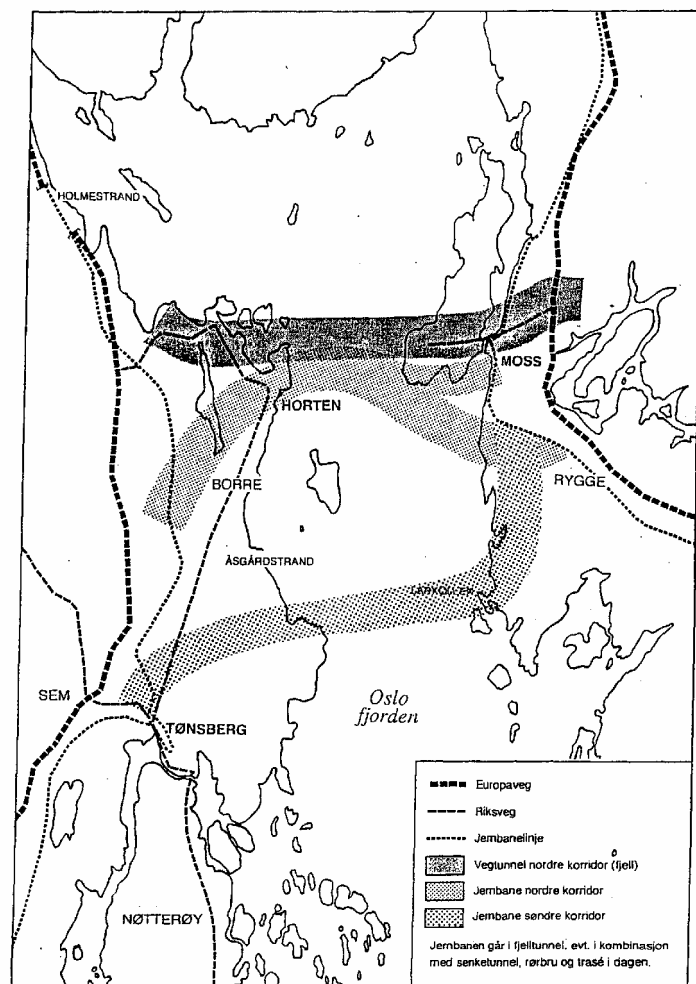 HOLMESTRAND
MOSS
HORTEN
BORRE
RYGGE
ÅSGÅRDSTRAND
LARKOLLEN
SEM
Oslo
fjorden
TØNSBERG
NØTTERØY
Europaveg
Riksveg
Jernbanelinje
Vegtunnel nordre korridor (fjell)
Jernbane nordre korridor
Jernbane søndre korridor
Jernbanen går i fjelltunnel, evt. i kombinasjon
med senketunnel, rørbru og trasé i dagen.